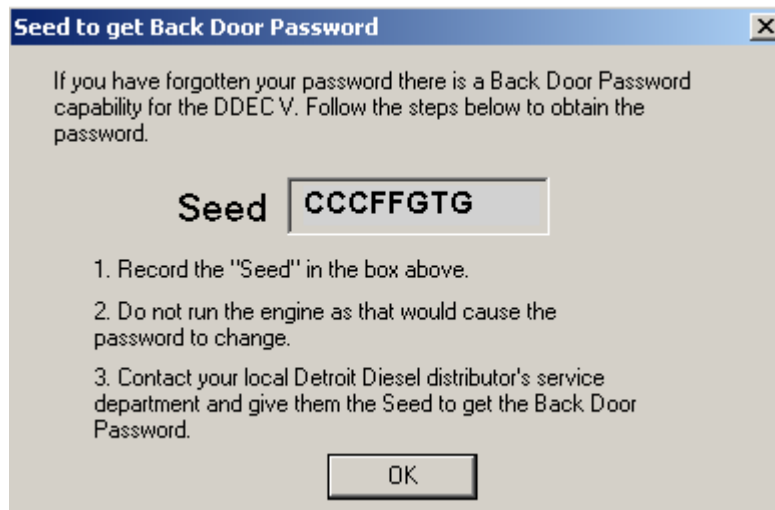 Seed to get Back Door Password
If you have forgotten your password there is a Back Door Password
capability for the DDEC V. Follow the steps below to obtain the
password.
Seed CCCFFGTG
1. Record the "Seed" in the box above.
2. Do not run the engine as that would cause the
password to change.
3. Contact your local Detroit Diesel distributor's service
department and give them the Seed to get the Back Door
Password.
OK